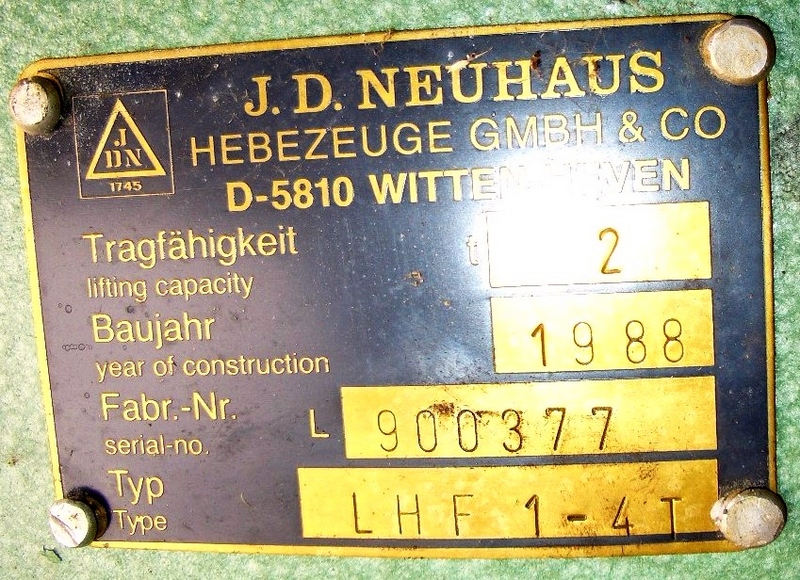 J. D. NEUHAUS
HEBEZEUGE GMBH & CO
D-5810 WITTEN-HEVEN
J
DN
1745
Tragfähigkeit t 2
lifting capacity
Baujahr 1988
year of construction
Fabr.-Nr. L 900377
serial-no.
Typ LHF 1-4T
Type